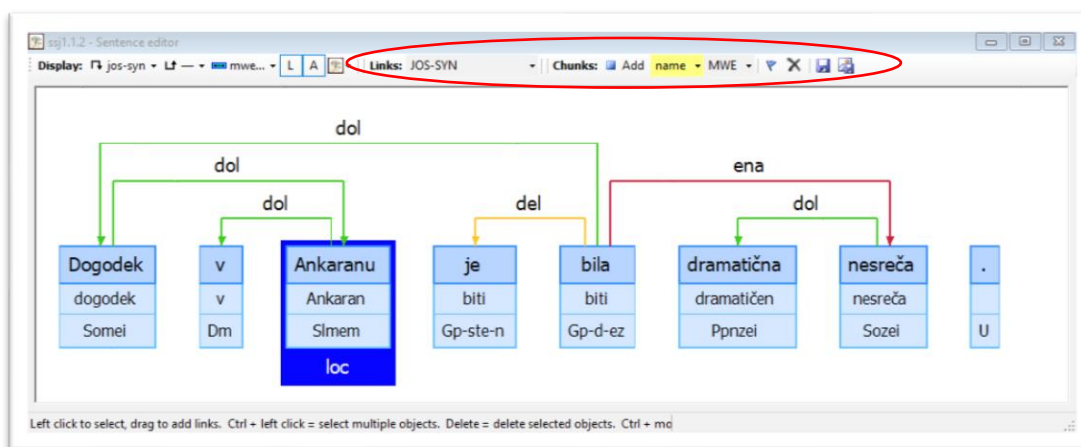 ssj1.1.2 - Sentence editor
Display: jos-syn — mwe... L A Links: JOS-SYN Chunks: Add name MWE
dol
dol ena
dol del dol
Dogodek v Ankaranu je bila dramatična nesreča .
dogodek v Ankaran biti biti dramatičen nesreča
Somei Dm Slmem Gp-ste-n Gp-d-ez Ppnzei Sozei U
loc
Left click to select, drag to add links. Ctrl + left click = select multiple objects. Delete = delete selected objects. Ctrl + mo